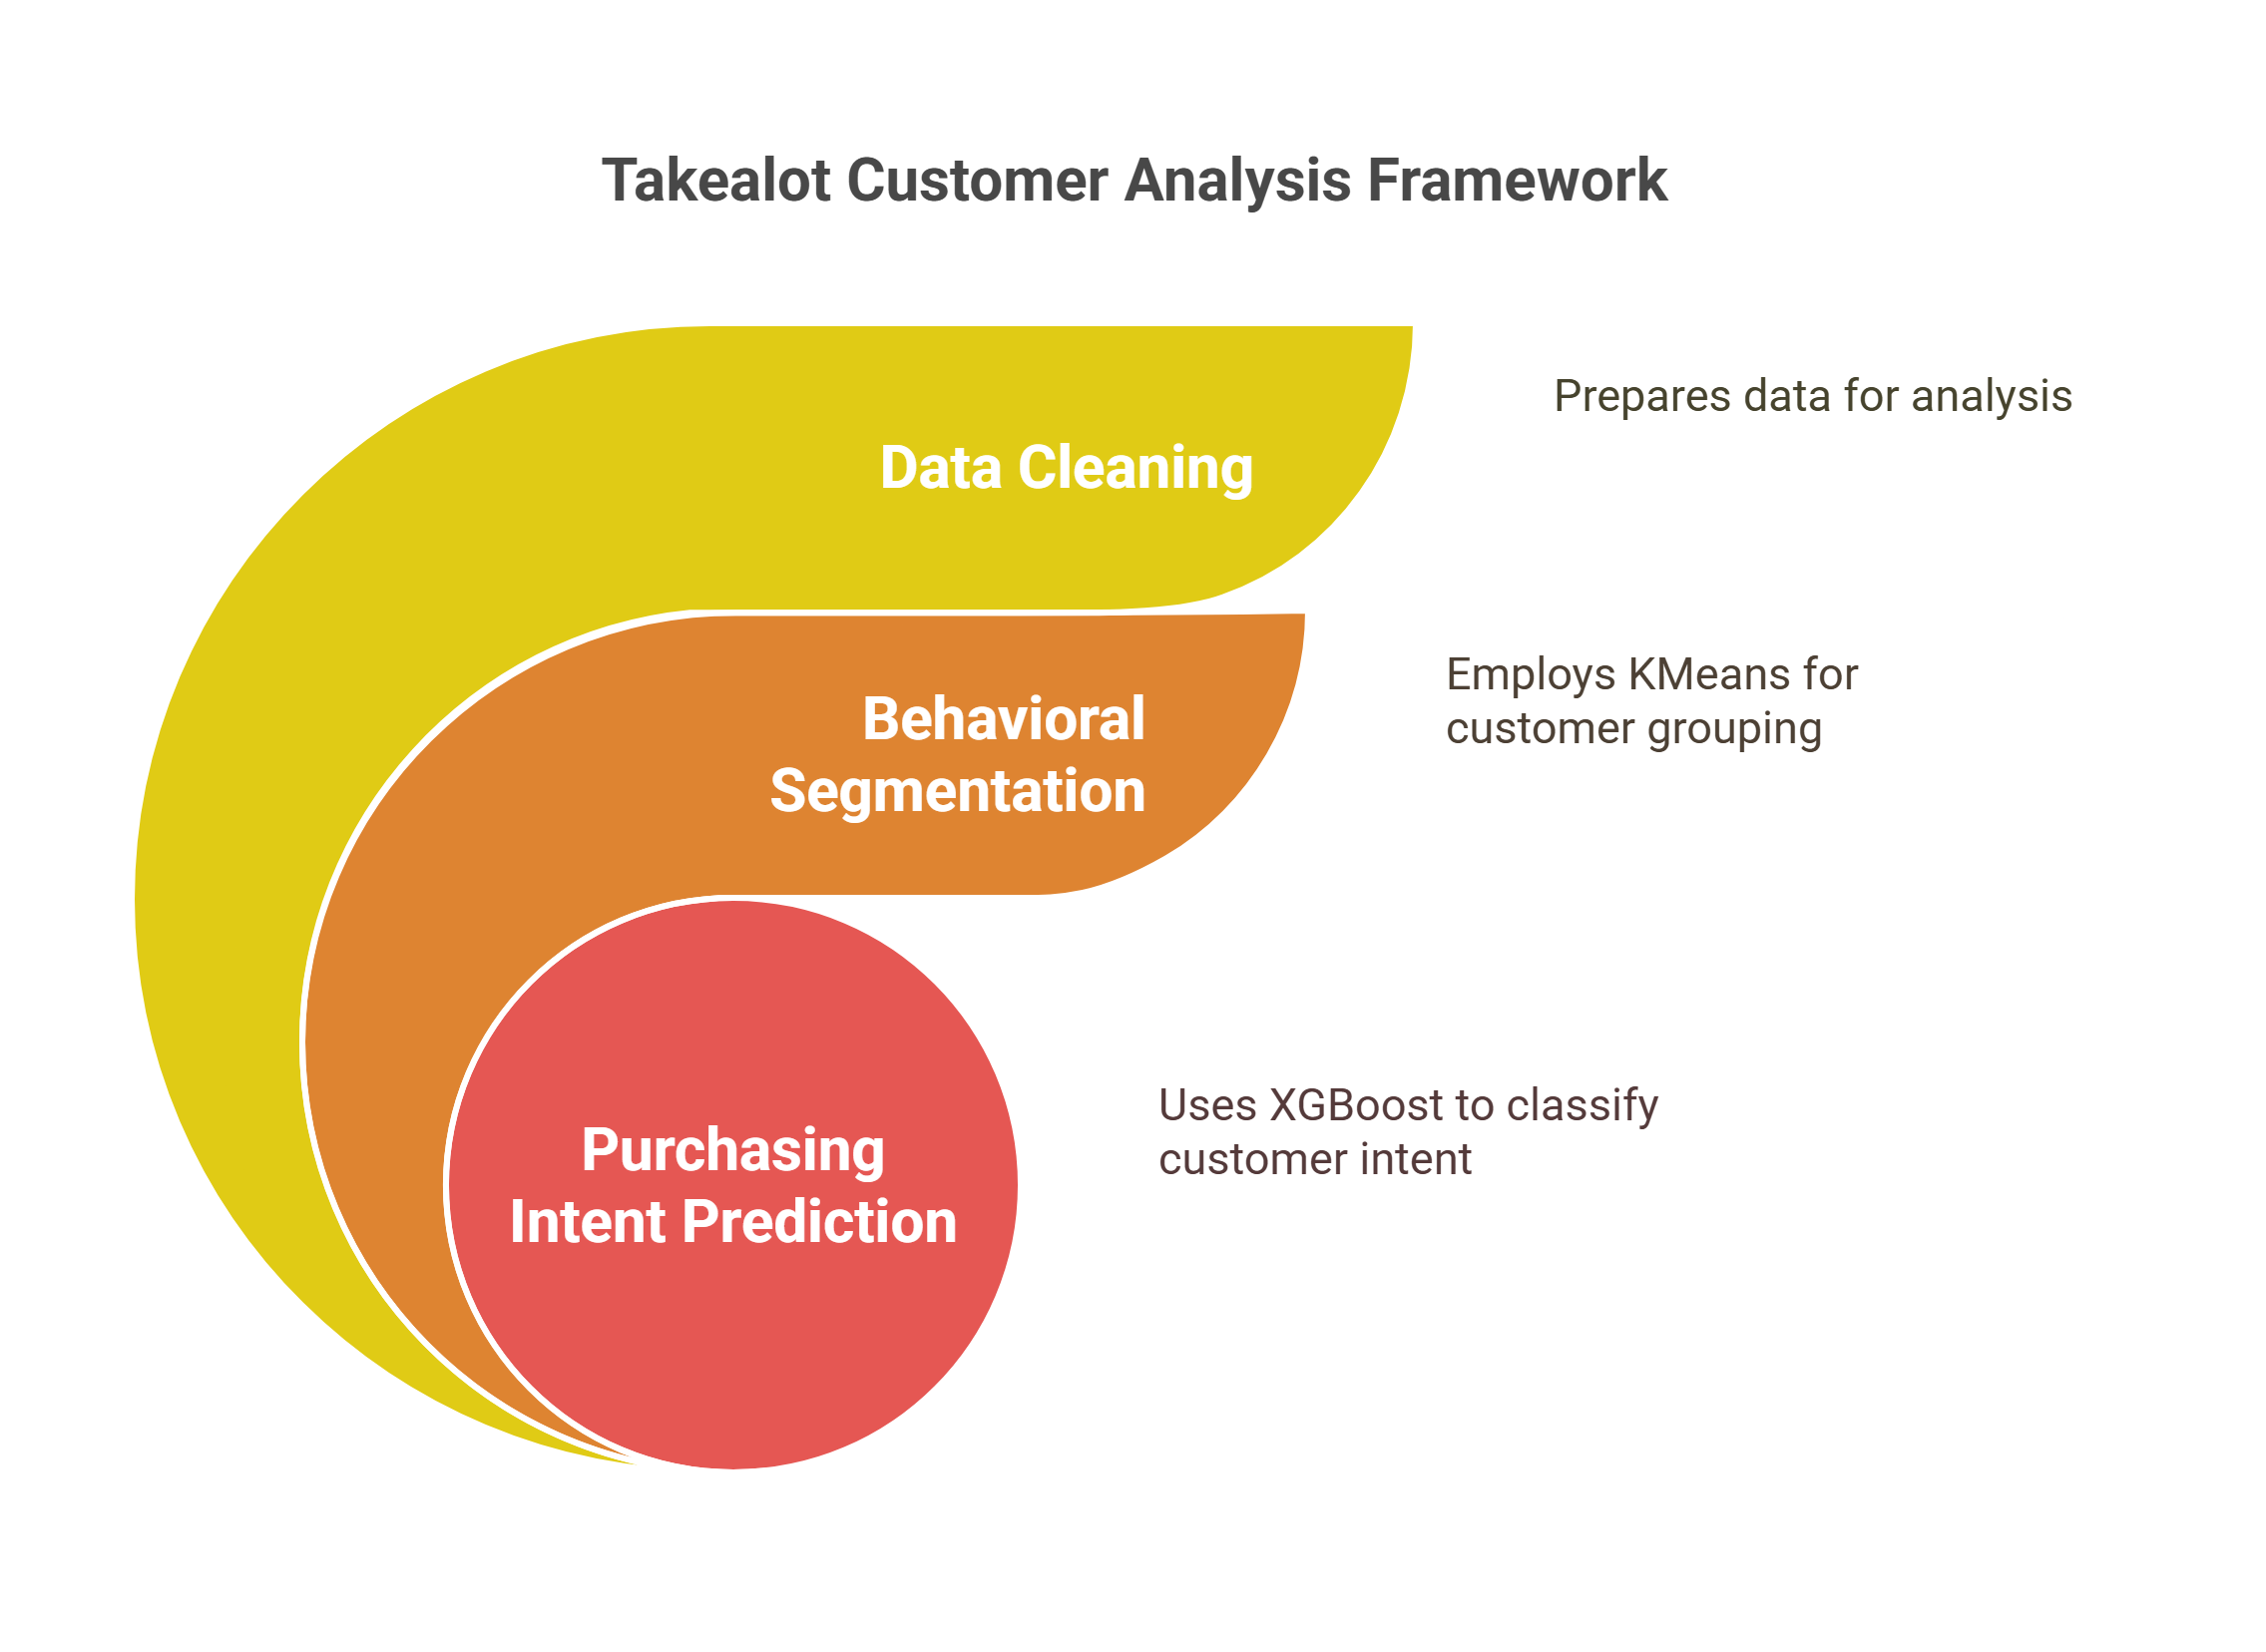 Takealot Customer Analysis Framework
Data Cleaning
Prepares data for analysis
Behavioral
Segmentation
Employs KMeans for
customer grouping
Purchasing
Intent Prediction
Uses XGBoost to classify
customer intent